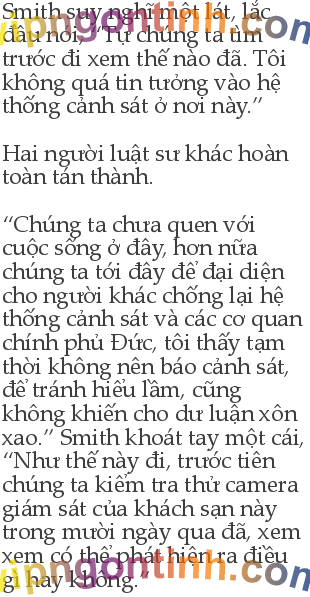 Smith suy nghĩ một lát, lắc
đầu nói, “Tự chúng ta tìm
trước đi xem thế nào đã. Tôi
không quá tin tưởng vào hệ
thống cảnh sát ở nơi này.”
Hai người luật sư khác hoàn
toàn tán thành.
“Chúng ta chưa quen với
cuộc sống ở đây, hơn nữa
chúng ta tới đây để đại diện
cho người khác chống lại hệ
thống cảnh sát và các cơ quan
chính phủ Đức, tôi thấy tạm
thời không nên báo cảnh sát,
để tránh hiểu lầm, cũng
không khiến cho dư luận xôn
xao.” Smith khoát tay một cái,
“Như thế này đi, trước tiên
chúng ta kiểm tra thử camera
giám sát của khách sạn này
trong mười ngày qua đã, xem
xem có thể phát hiện ra điều
gì hay không.”
vipngontinh.com
vipngontinh.com